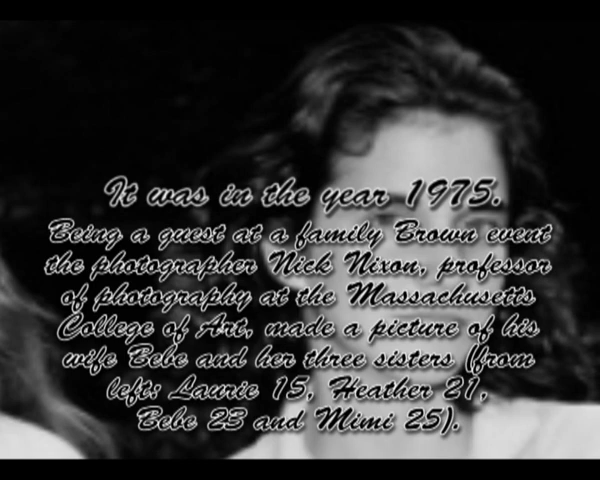 It was in the year 1975.
Being a guest at a family Brown event
the photographer Nick Nixon, professor
of photography at the Massachusetts
College of Art, made a picture of his
wife Bebe and her three sisters (from
left: Laurie 15, Heather 21,
Bebe 23 and Mimi 25).